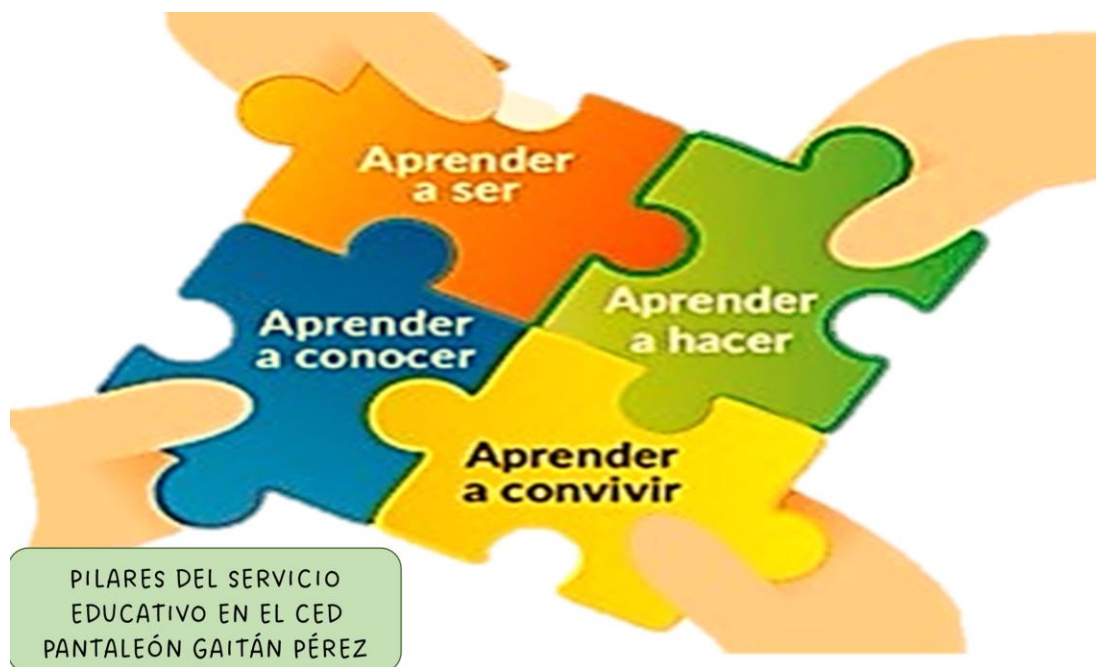 Aprender
a ser
Aprender
a hacer
Aprender
a conocer
Aprender
a convivir
PILARES DEL SERVICIO
EDUCATIVO EN EL CED
PANTALEÓN GAITÁN PÉREZ